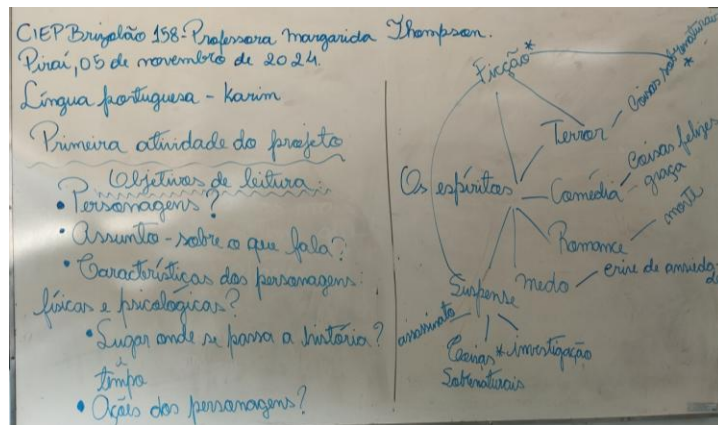 CIEP Brizolão 158 - Professora Margarida Thompson.
Piraí, 05 de novembro de 2024.
Língua portuguesa - Karim
Primeira atividade do projeto
Objetivos de leitura:
• Personagens?
• Assunto - sobre o que fala?
• Características dos personagens:
físicas e psicologicas?
• Lugar onde se passa a história?
e
tempo
• Ações dos personagens?
Ficção*
Coisas sobrenaturais
*
Terror
Os espíritos
Comédia
Coisas felizes
graça
Romance
morte
medo
crise de ansieda
Suspense
assassinato
Coisas * investigação
Sobrenaturais